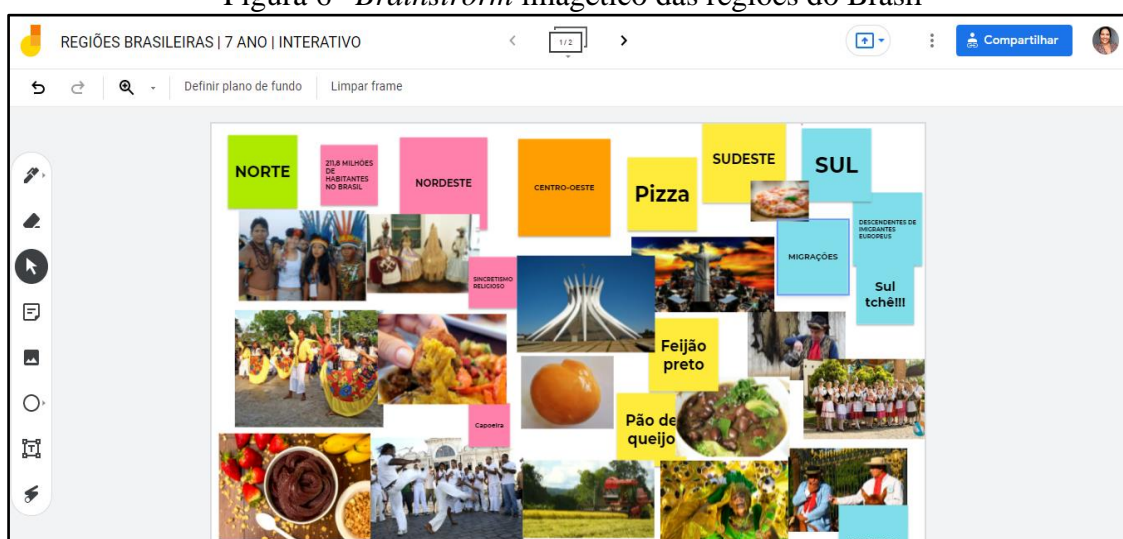 Figura 6- Brainstrorm imagético das regiões do Brasil
REGIÕES BRASILEIRAS | 7 ANO | INTERATIVO
1/2
Compartilhar
Definir plano de fundo
Limpar frame
NORTE
211,8 MILHÕES
DE
HABITANTES
NO BRASIL
NORDESTE
CENTRO-OESTE
Pizza
SUDESTE
SUL
DESCENDENTES DE
IMIGRANTES
EUROPEUS
MIGRAÇÕES
SINCRETISMO
RELIGIOSO
Sul
tchê!!!
Feijão
preto
Pão de
queijo
Capoeira